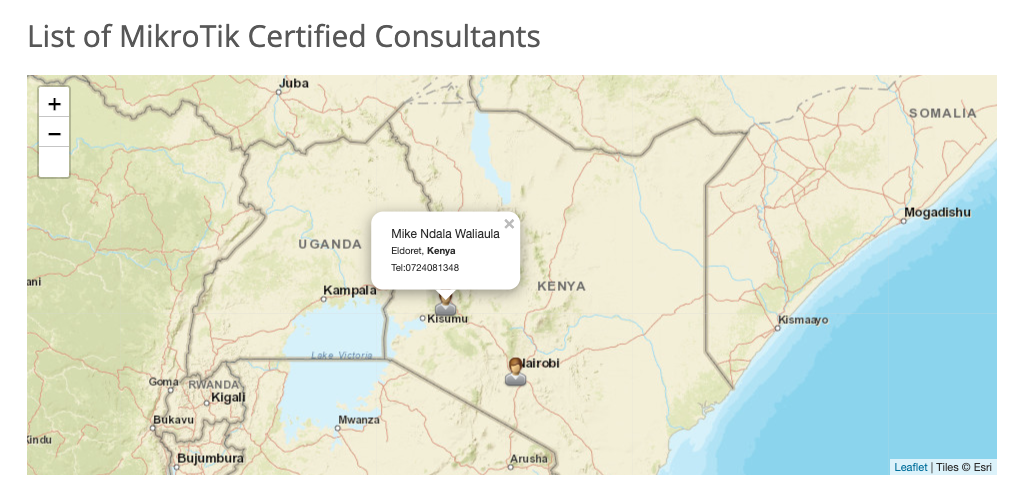 List of MikroTik Certified Consultants
Juba
+
−
SOMALIA
Mogadishu
×
Mike Ndala Waliaula
Eldoret, Kenya
Tel:0724081348
UGANDA
ani
KENYA
Kampala
Kisumu
Kismaayo
Lake Victoria
Nairobi
Goma
RWANDA
Kigali
Bukavu
Mwanza
Kindu
Bujumbura
Arusha
Leaflet | Tiles © Esri